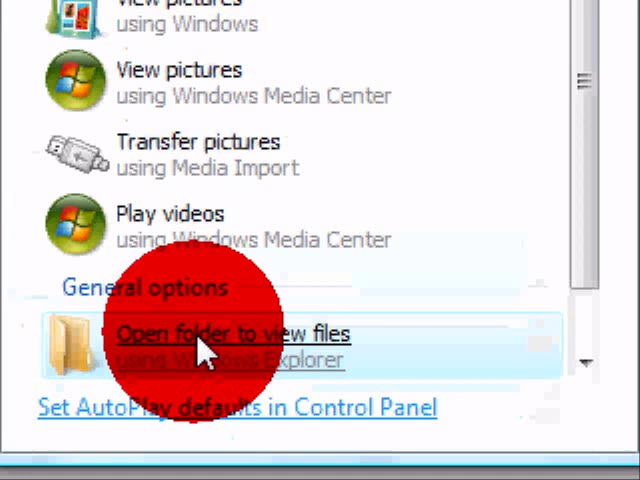 View pictures
using Windows
View pictures
using Windows Media Center
Transfer pictures
using Media Import
Play videos
using Windows Media Center
General options
Open folder to view files
using Windows Explorer
Set AutoPlay defaults in Control Panel